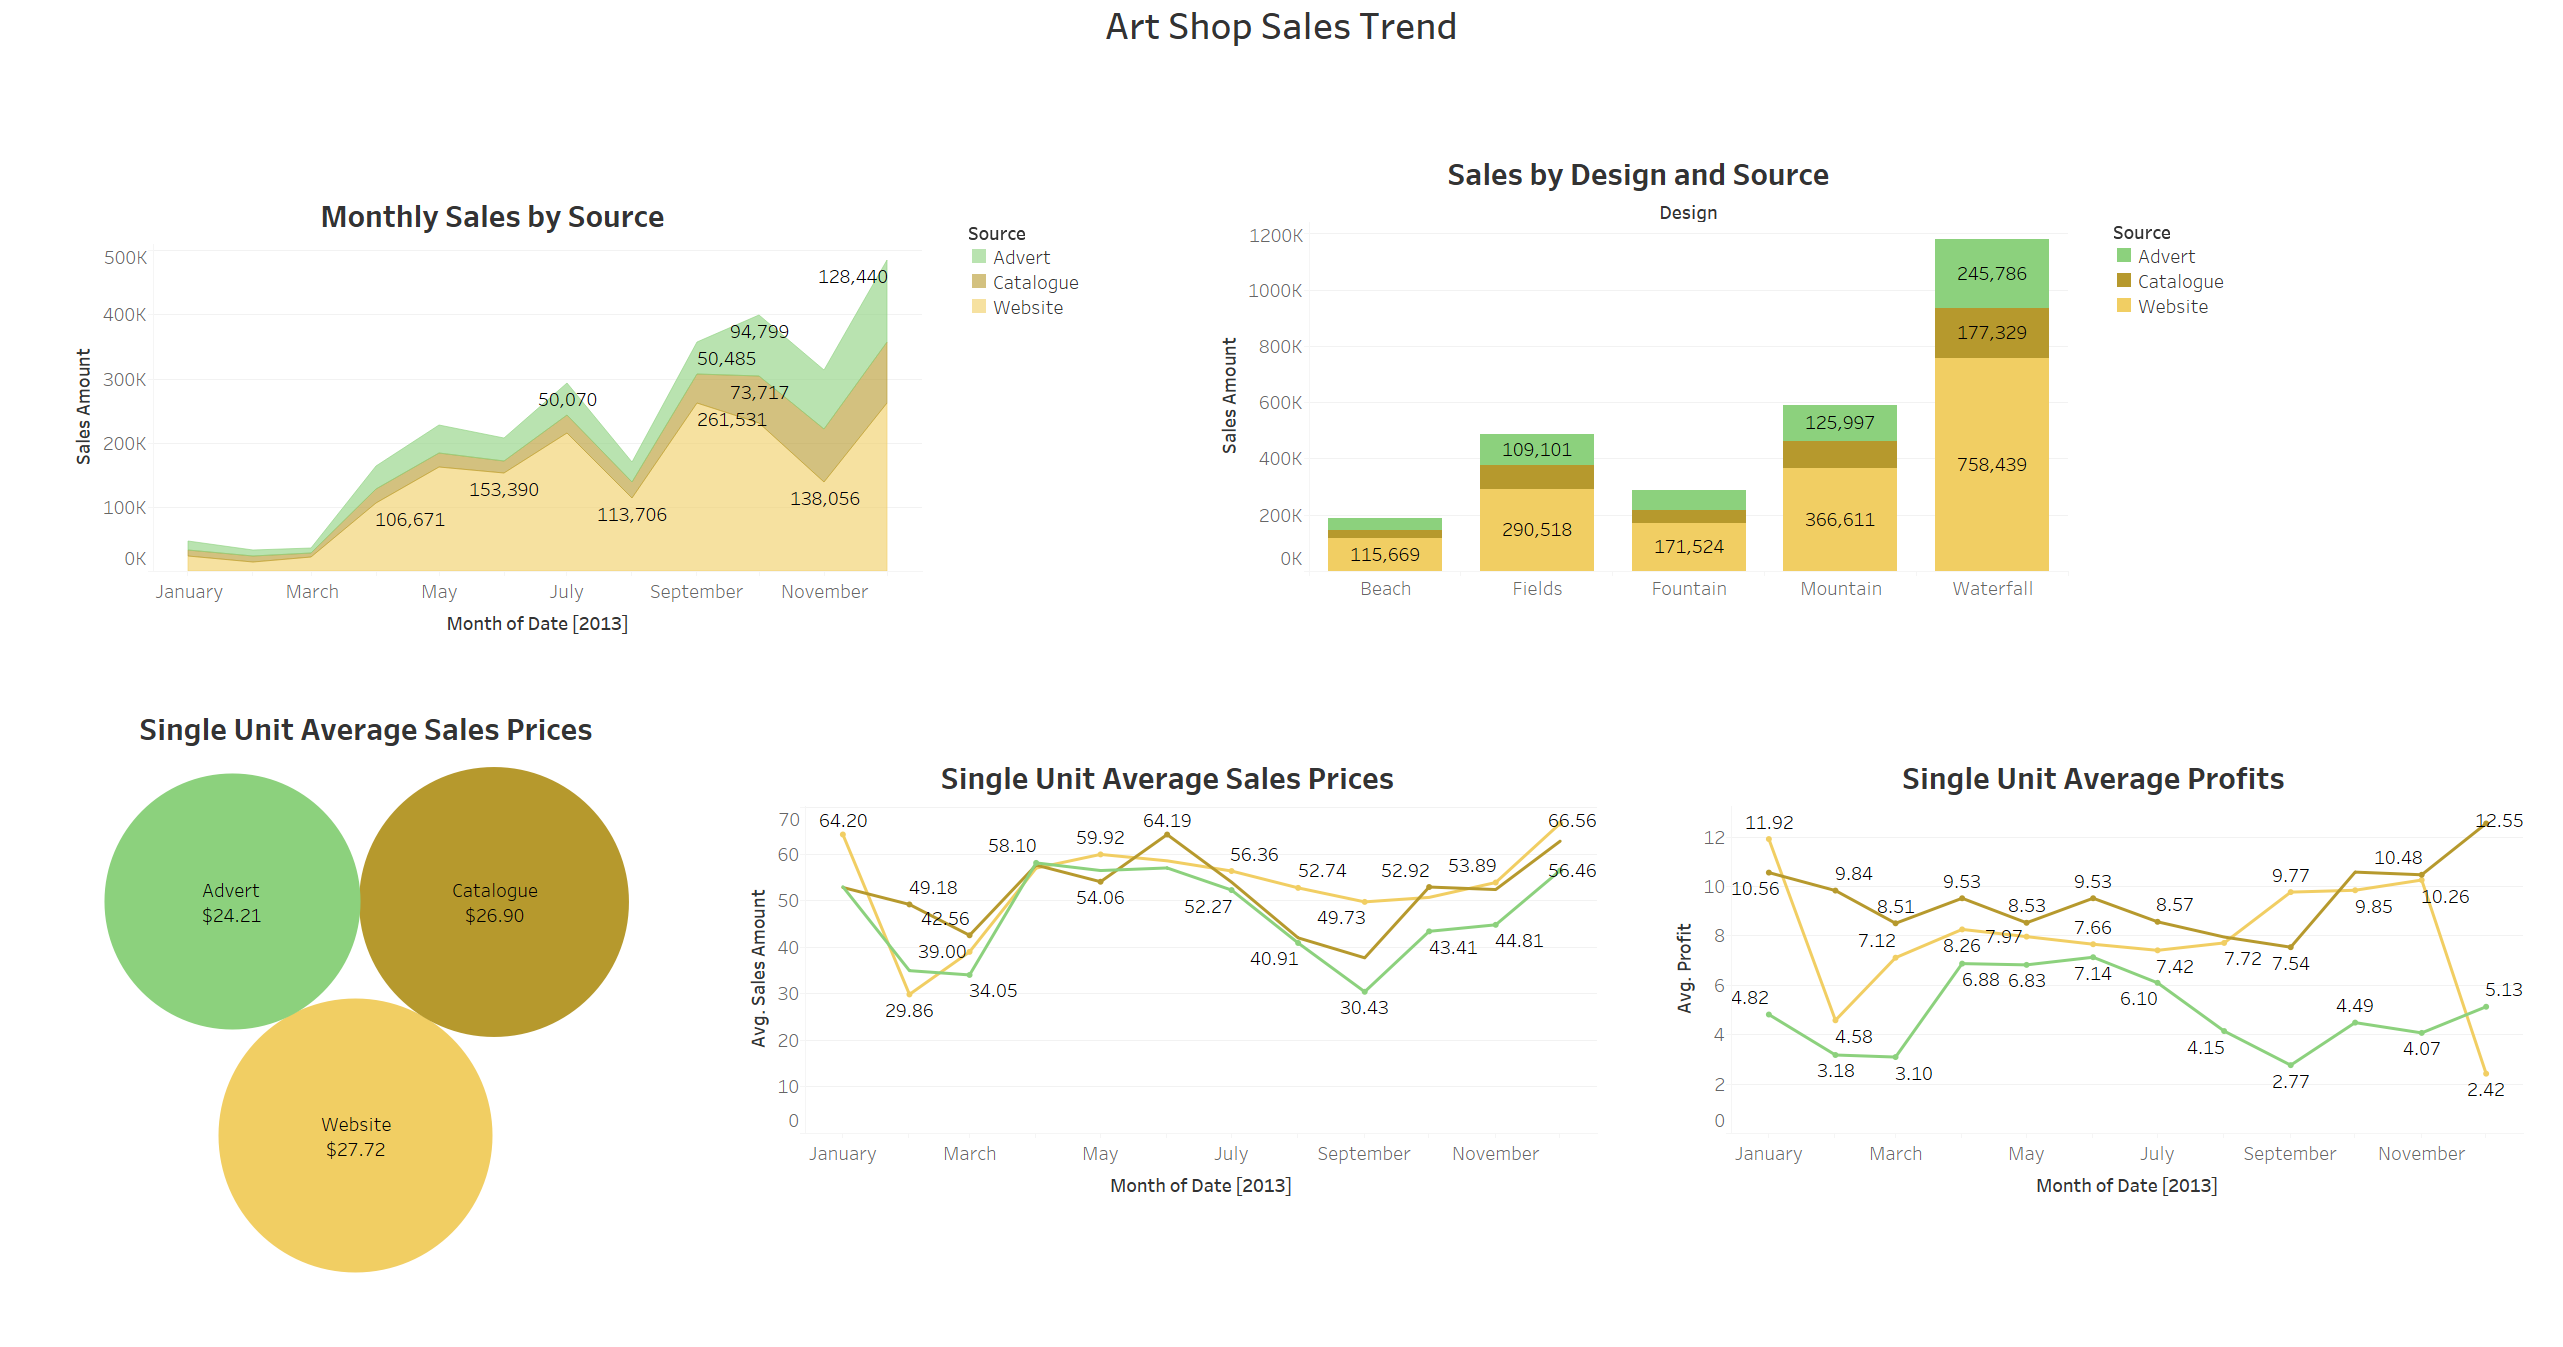 Art Shop Sales Trend
Monthly Sales by Source
Sales Amount
500K
400K
300K
200K
100K
0K
128,440
94,799
50,485
73,717
50,070
261,531
153,390
106,671
113,706
138,056
January March May July September November
Month of Date [2013]
Source
Advert
Catalogue
Website
Sales by Design and Source
Design
Sales Amount
1200K
1000K
800K
600K
400K
200K
0K
115,669
109,101
290,518
171,524
125,997
366,611
245,786
177,329
758,439
Beach Fields Fountain Mountain Waterfall
Source
Advert
Catalogue
Website
Single Unit Average Sales Prices
Advert
$24.21
Catalogue
$26.90
Website
$27.72
Single Unit Average Sales Prices
Avg. Sales Amount
70
60
50
40
30
20
10
0
64.20
49.18
42.56
39.00
29.86
34.05
58.10
59.92
54.06
64.19
56.36
52.27
52.74
40.91
49.73
30.43
52.92
43.41
53.89
44.81
66.56
56.46
January March May July September November
Month of Date [2013]
Single Unit Average Profits
Avg. Profit
12
10
8
6
4
2
0
11.92
10.56
4.82
9.84
4.58
3.18
8.51
7.12
3.10
9.53
8.26
6.88
8.53
7.97
6.83
9.53
7.66
7.14
8.57
7.42
6.10
7.72
4.15
9.77
7.54
2.77
9.85
4.49
10.48
10.26
4.07
12.55
5.13
2.42
January March May July September November
Month of Date [2013]